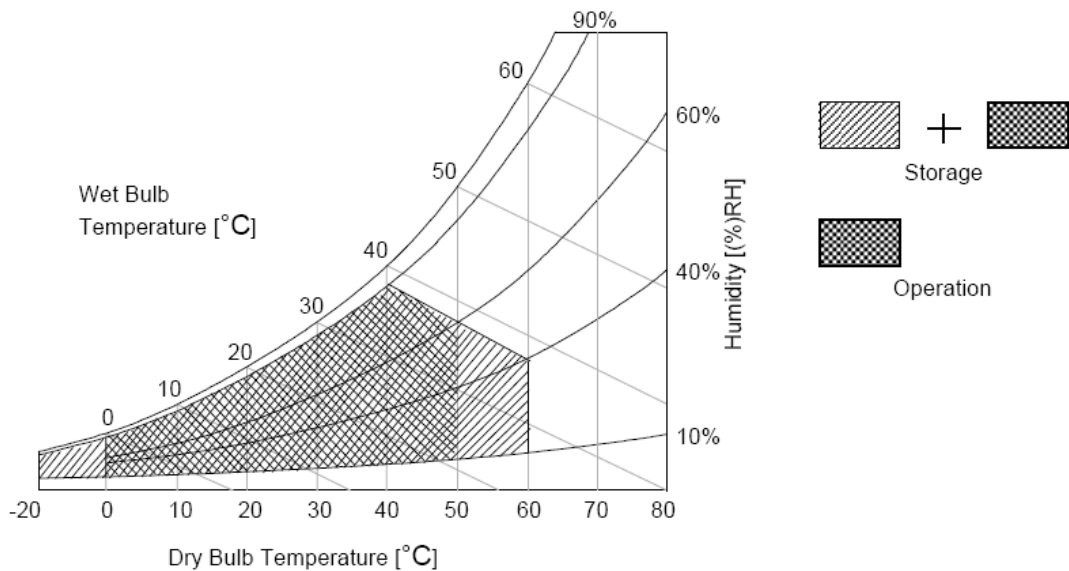 90%
60
60%
50
Wet Bulb
Temperature [°C]
40
40%
30
20
10
0
10%
Humidity [(%)RH]
-20 0 10 20 30 40 50 60 70 80
Dry Bulb Temperature [°C]
+
Storage
Operation